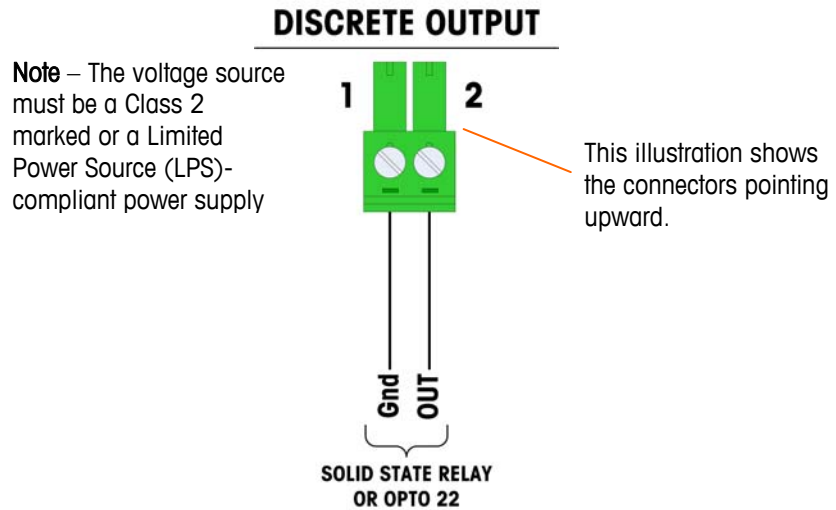 DISCRETE OUTPUT
Note – The voltage source
must be a Class 2
marked or a Limited
Power Source (LPS)-
compliant power supply
1
2
This illustration shows
the connectors pointing
upward.
Gnd
OUT
SOLID STATE RELAY
OR OPTO 22